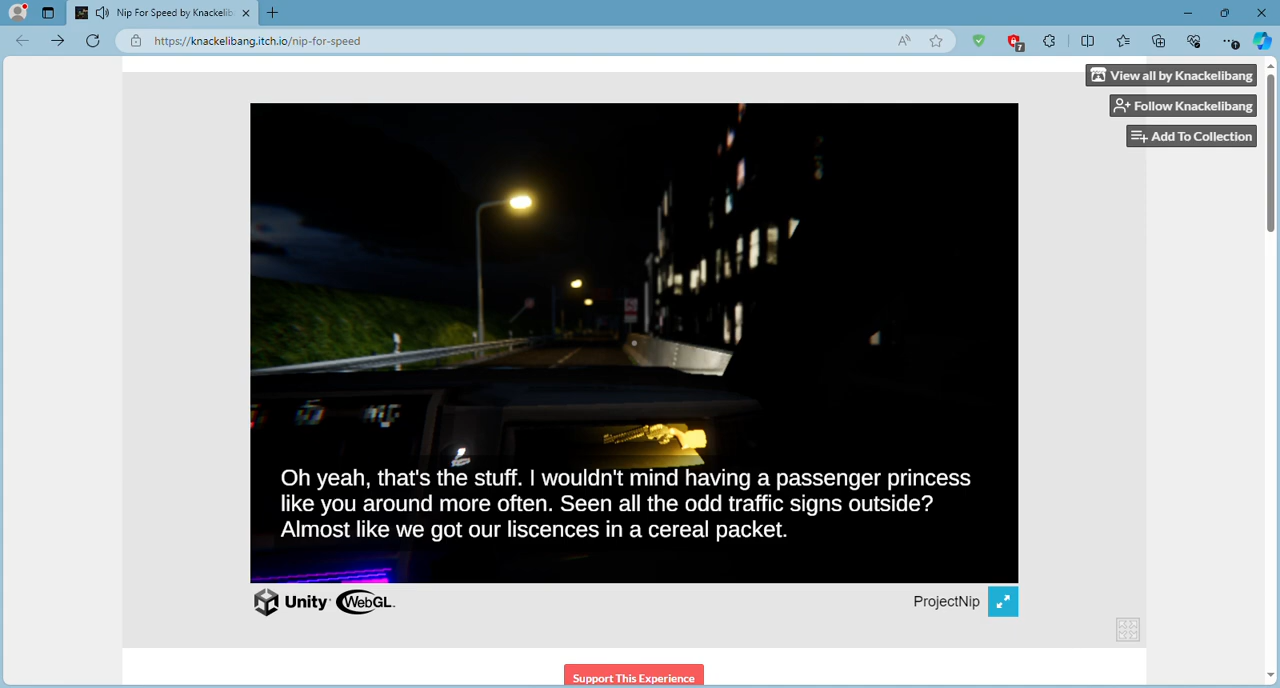 Nip For Speed by Knackelib
https://knackelibang.itch.io/nip-for-speed
7
View all by Knackelibang
Follow Knackelibang
Add To Collection
Oh yeah, that's the stuff. I wouldn't mind having a passenger princess
like you around more often. Seen all the odd traffic signs outside?
Almost like we got our liscences in a cereal packet.
Unity
WebGL
ProjectNip
Support This Experience